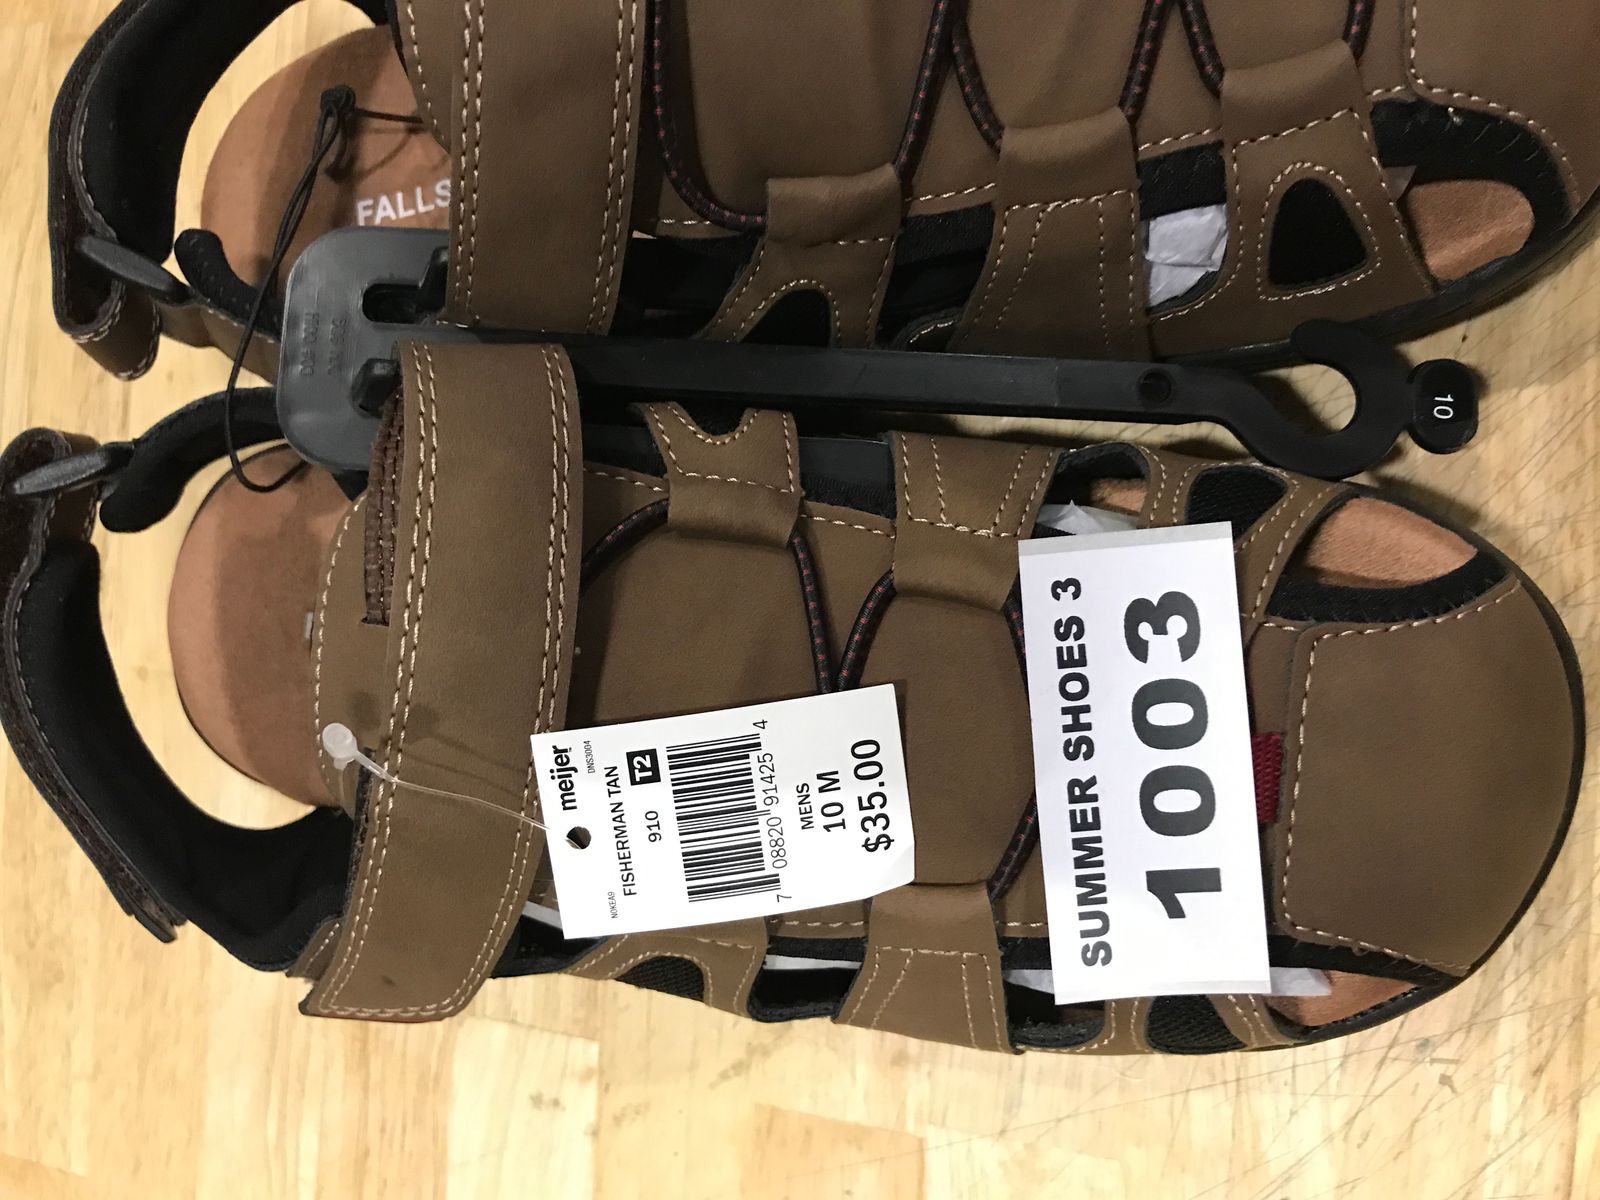 FALLS
10
meijer
DNS3004
N0KEA9
FISHERMAN TAN
910 T2
7 08820 91425 4
MENS
10 M
$35.00
SUMMER SHOES 3
1003